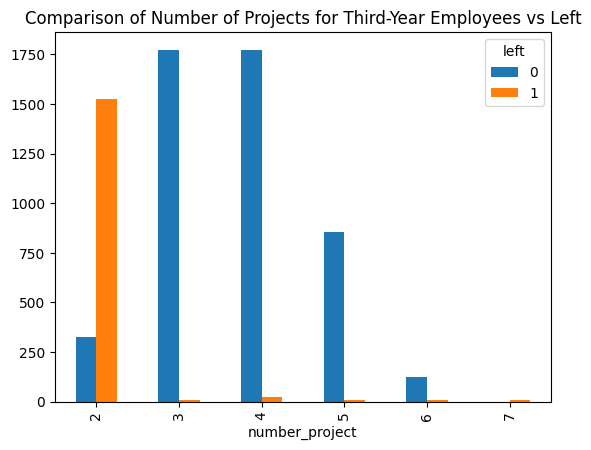 Comparison of Number of Projects for Third-Year Employees vs Left
left
0
1
1750
1500
1250
1000
750
500
250
0
2 3 4 5 6 7
number_project